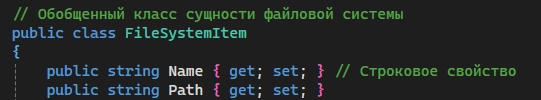 // Обобщенный класс сущности файловой системы
public class FileSystemItem
{
public string Name { get; set; } // Строковое свойство
public string Path { get; set; }